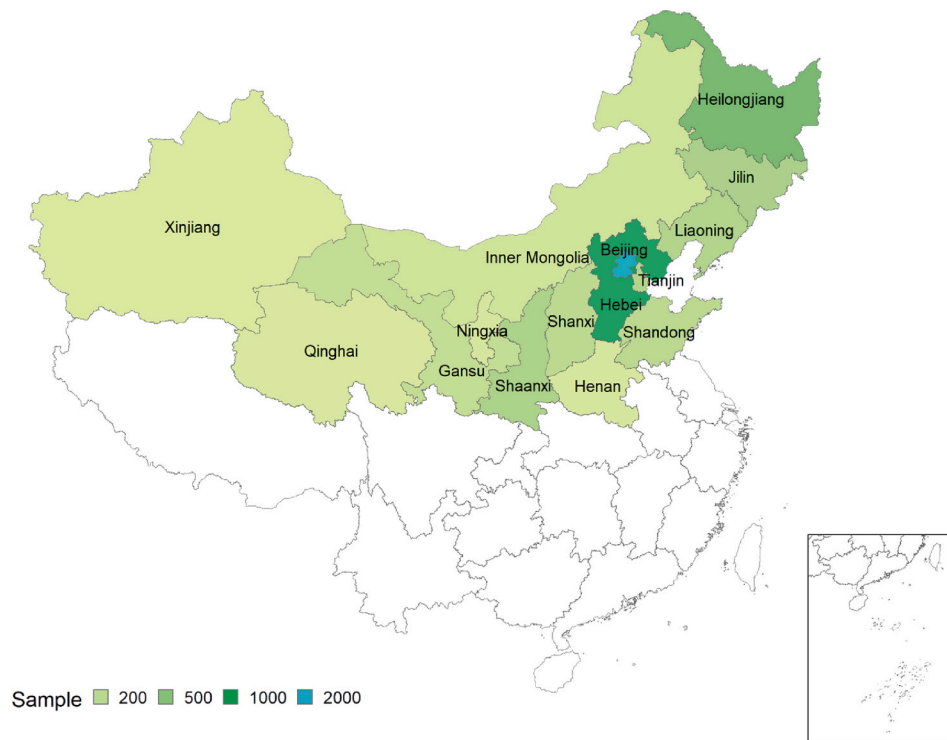 Heilongjiang
Jilin
Xinjiang
Liaoning
Beijing
Inner Mongolia
Tianjin
Hebei
Shanxi
Ningxia
Shandong
Qinghai
Gansu
Shaanxi
Henan
Sample 200 500 1000 2000